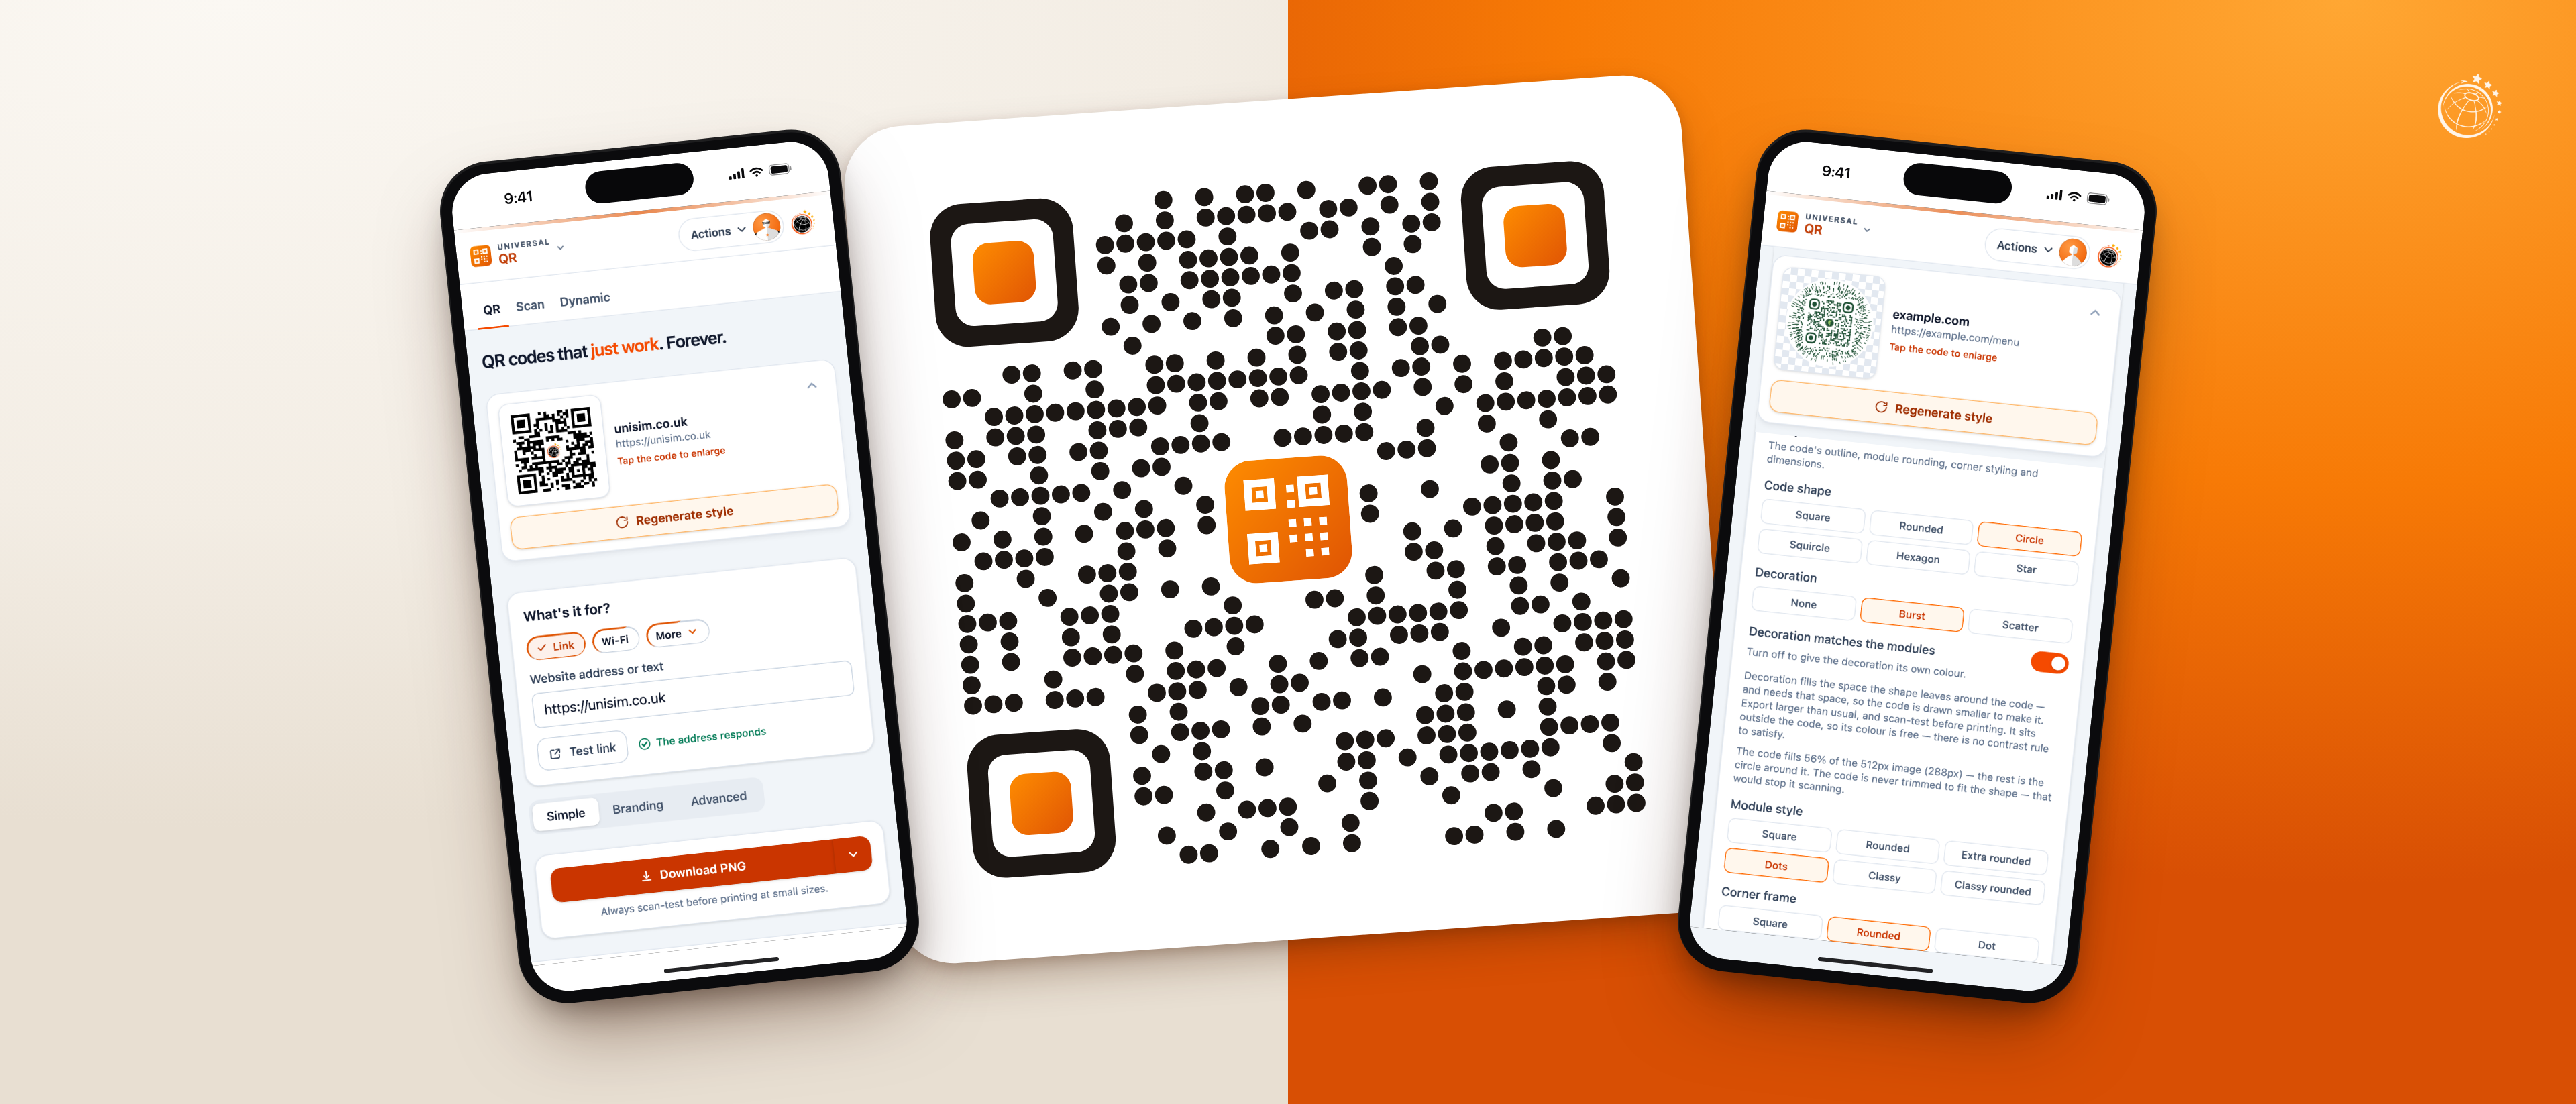 9:41
UNIVERSAL
QR
Actions
QR Scan Dynamic
QR codes that just work. Forever.
unisim.co.uk
https://unisim.co.uk
Tap the code to enlarge
Regenerate style
What's it for?
Link Wi-Fi More
Website address or text
https://unisim.co.uk
Test link The address responds
Simple Branding Advanced
Download PNG
Always scan-test before printing at small sizes.
9:41
UNIVERSAL
QR
Actions
example.com
https://example.com/menu
Tap the code to enlarge
Regenerate style
The code's outline, module rounding, corner styling and
dimensions.
Code shape
Square Rounded Circle
Squircle Hexagon Star
Decoration
None Burst Scatter
Decoration matches the modules
Turn off to give the decoration its own colour.
Decoration fills the space the shape leaves around the code —
and needs that space, so the code is drawn smaller to make it.
Export larger than usual, and scan-test before printing. It sits
outside the code, so its colour is free — there is no contrast rule
to satisfy.
The code fills 56% of the 512px image (288px) — the rest is the
circle around it. The code is never trimmed to fit the shape — that
would stop it scanning.
Module style
Square Rounded Extra rounded
Dots Classy Classy rounded
Corner frame
Square Rounded Dot